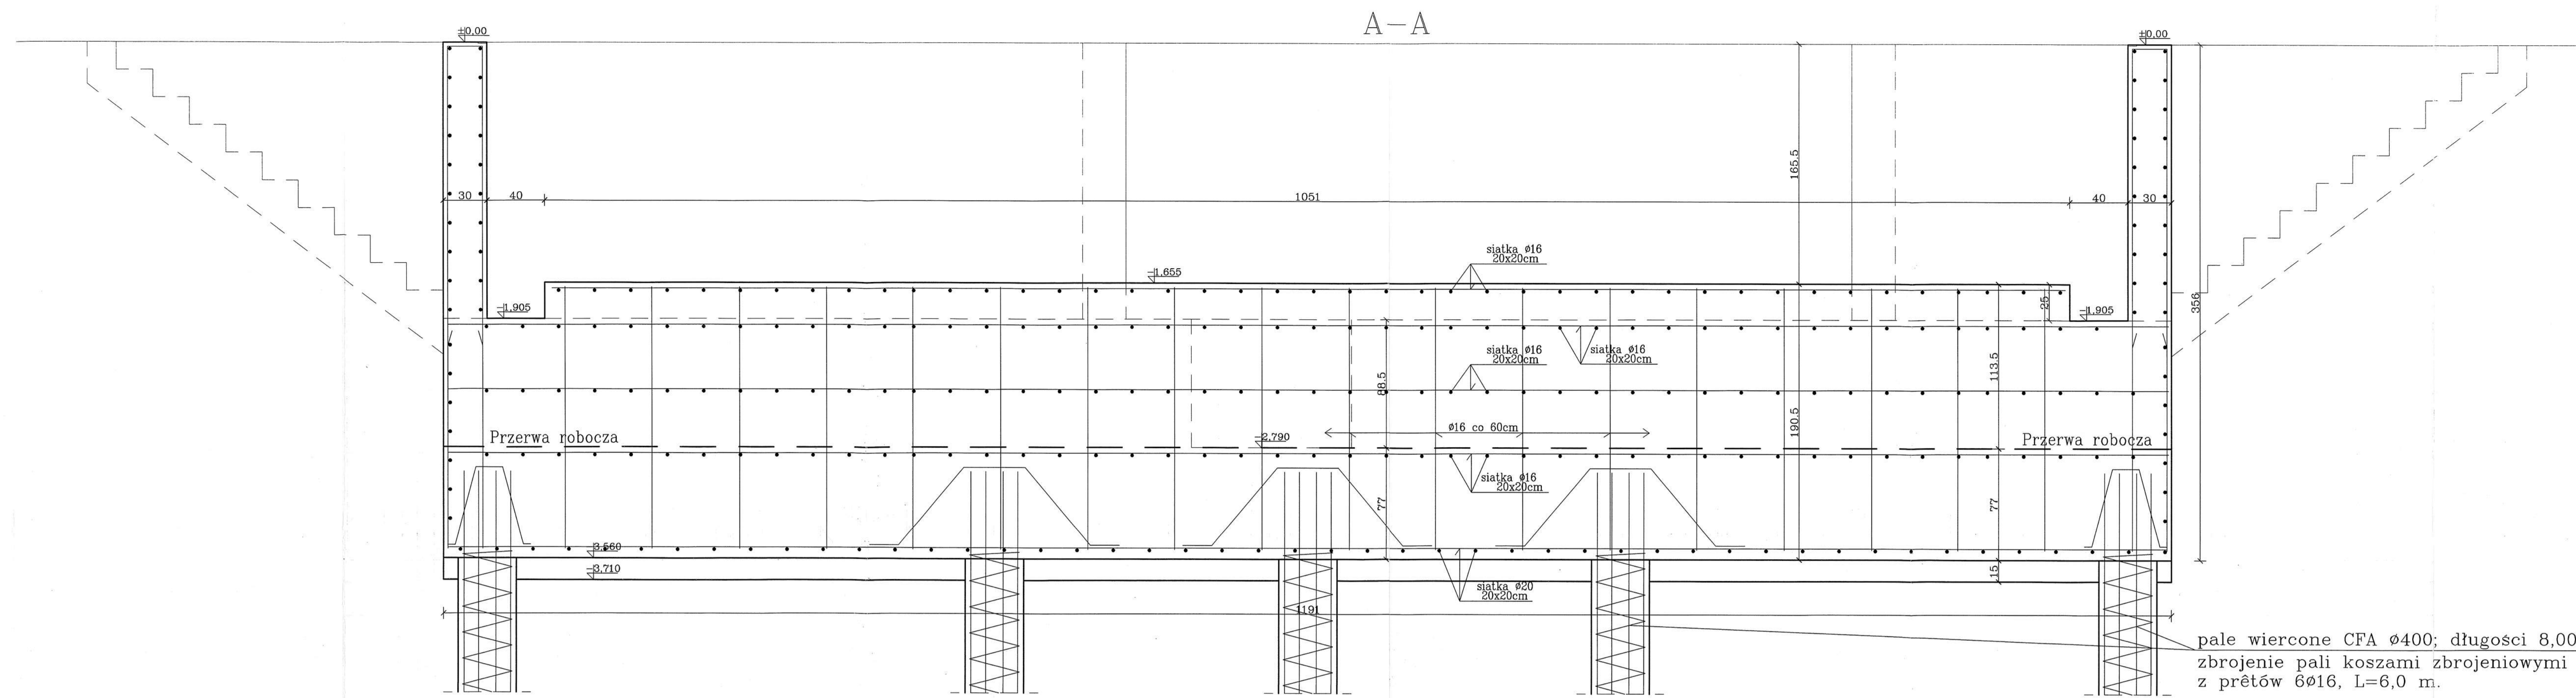 A-A
±0,00
±0,00
165.5
30
40
1051
40
30
siatka ø16
20x20cm
-1,655
-1,905
25
-1,905
356
siatka ø16
20x20cm
siatka ø16
20x20cm
88.5
113.5
190.5
Przerwa robocza
ø16 co 60cm
-2,790
Przerwa robocza
siatka ø16
20x20cm
77
77
-3,560
-3,710
15
siatka ø20
20x20cm
1191
pale wiercone CFA ø400; długości 8,00
zbrojenie pali koszami zbrojeniowymi
z prêtów 6ø16, L=6,0 m.